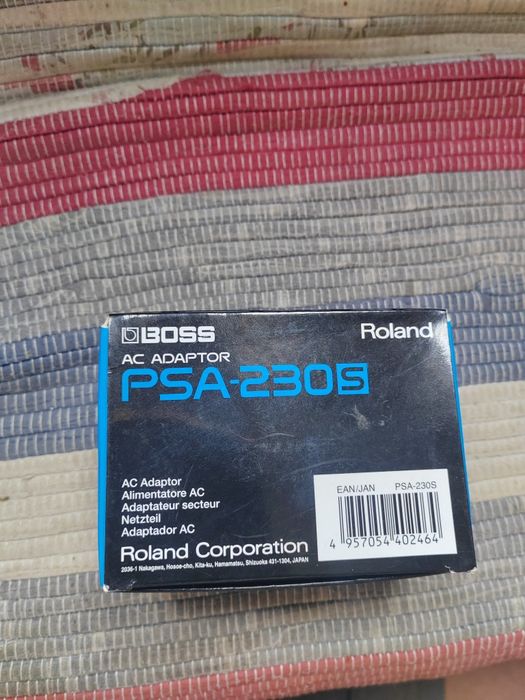 BOSS
Roland
AC ADAPTOR
PSA-230S
AC Adaptor
Alimentatore AC
Adaptateur secteur
Netzteil
Adaptador AC
Roland Corporation
2036-1 Nakagawa, Hosoe-cho, Kita-ku, Hamamatsu, Shizuoka 431-1304, JAPAN
EAN/JAN PSA-230S
4 957054 402464